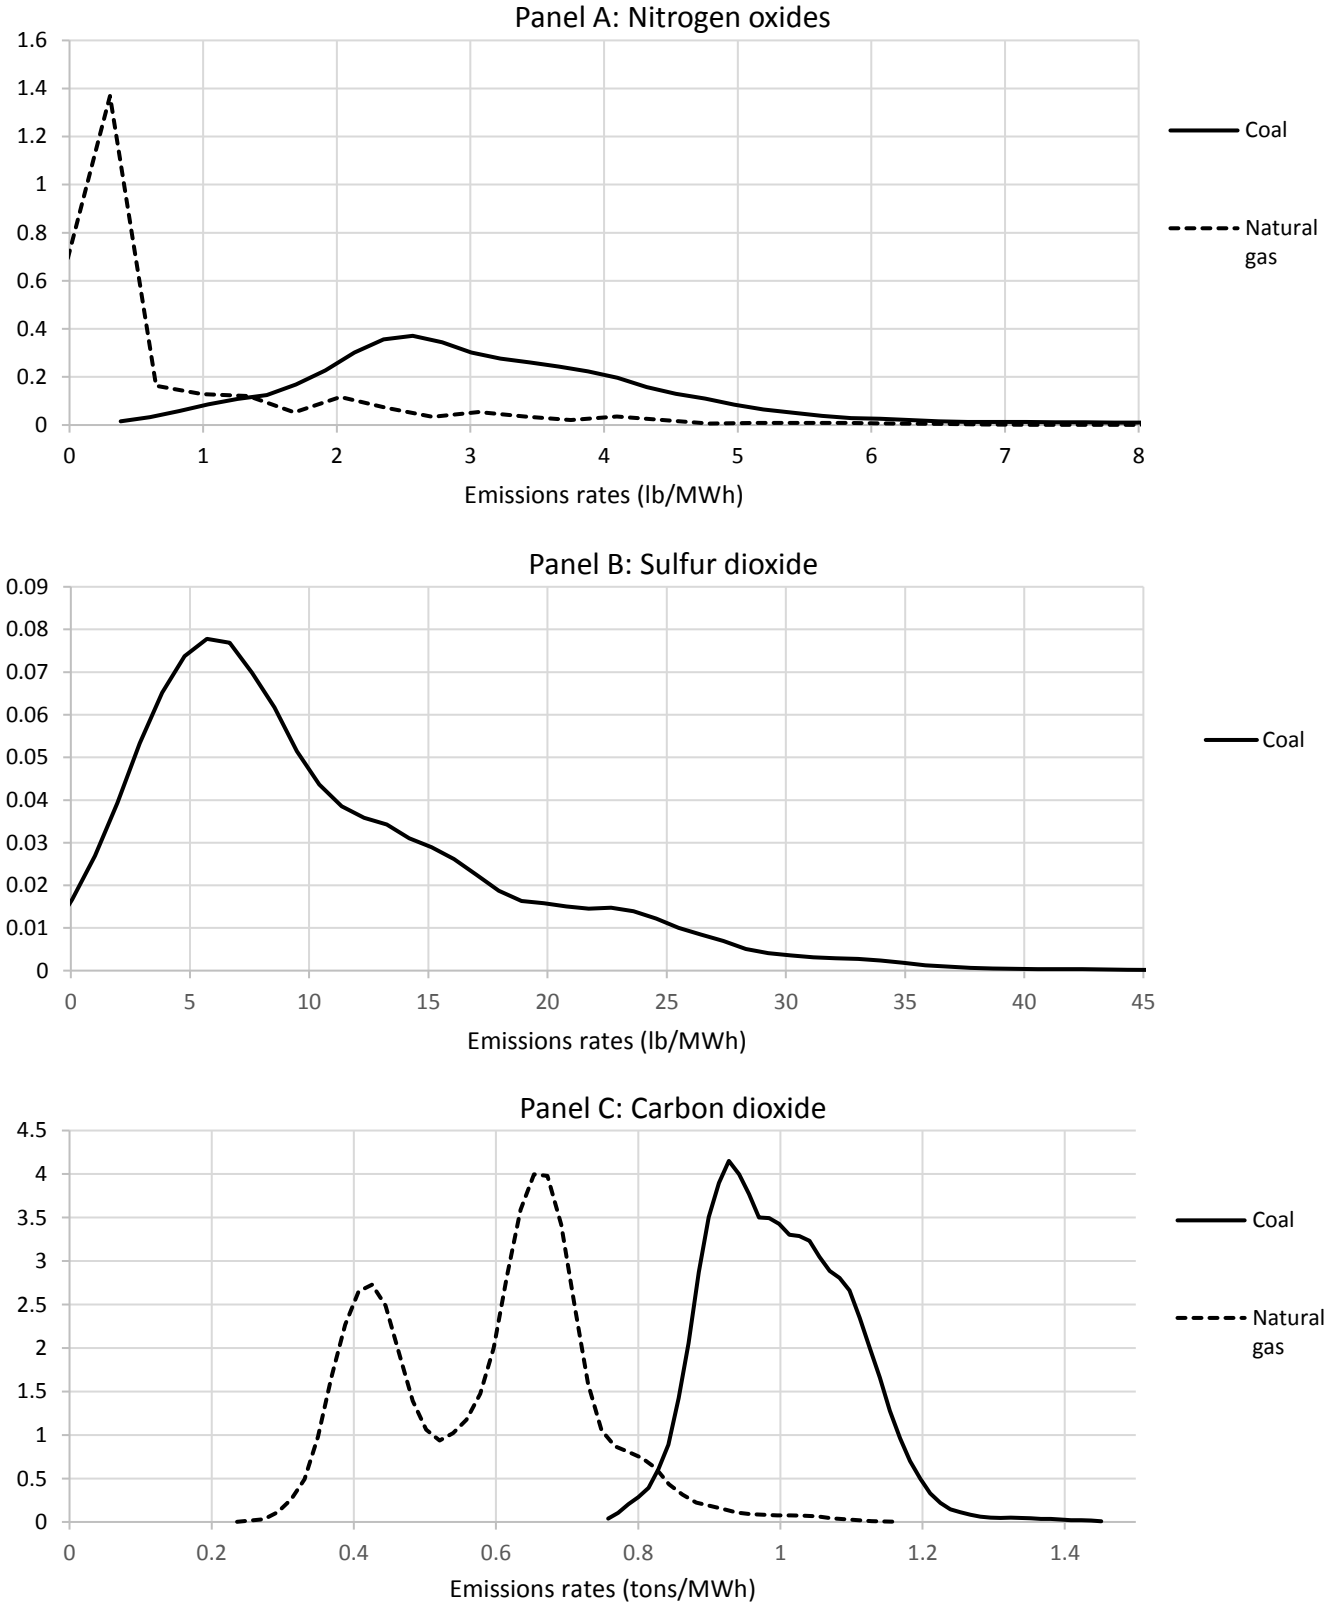 Panel A: Nitrogen oxides
1.6
1.4
1.2
1
0.8
0.6
0.4
0.2
0
0 1 2 3 4 5 6 7 8
Emissions rates (lb/MWh)
Coal
Natural
gas
Panel B: Sulfur dioxide
0.09
0.08
0.07
0.06
0.05
0.04
0.03
0.02
0.01
0
0 5 10 15 20 25 30 35 40 45
Emissions rates (lb/MWh)
Coal
Panel C: Carbon dioxide
4.5
4
3.5
3
2.5
2
1.5
1
0.5
0
0 0.2 0.4 0.6 0.8 1 1.2 1.4
Emissions rates (tons/MWh)
Coal
Natural
gas